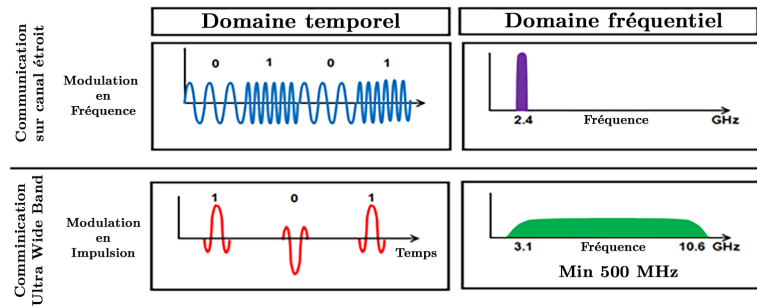 Domaine temporel
Domaine fréquentiel
Communication
sur canal étroit
Modulation
en
Fréquence
0 1 0 1
2.4 Fréquence GHz
Comminication
Ultra Wide Band
Modulation
en
Impulsion
1 0 1
Temps
3.1 Fréquence 10.6 GHz
Min 500 MHz